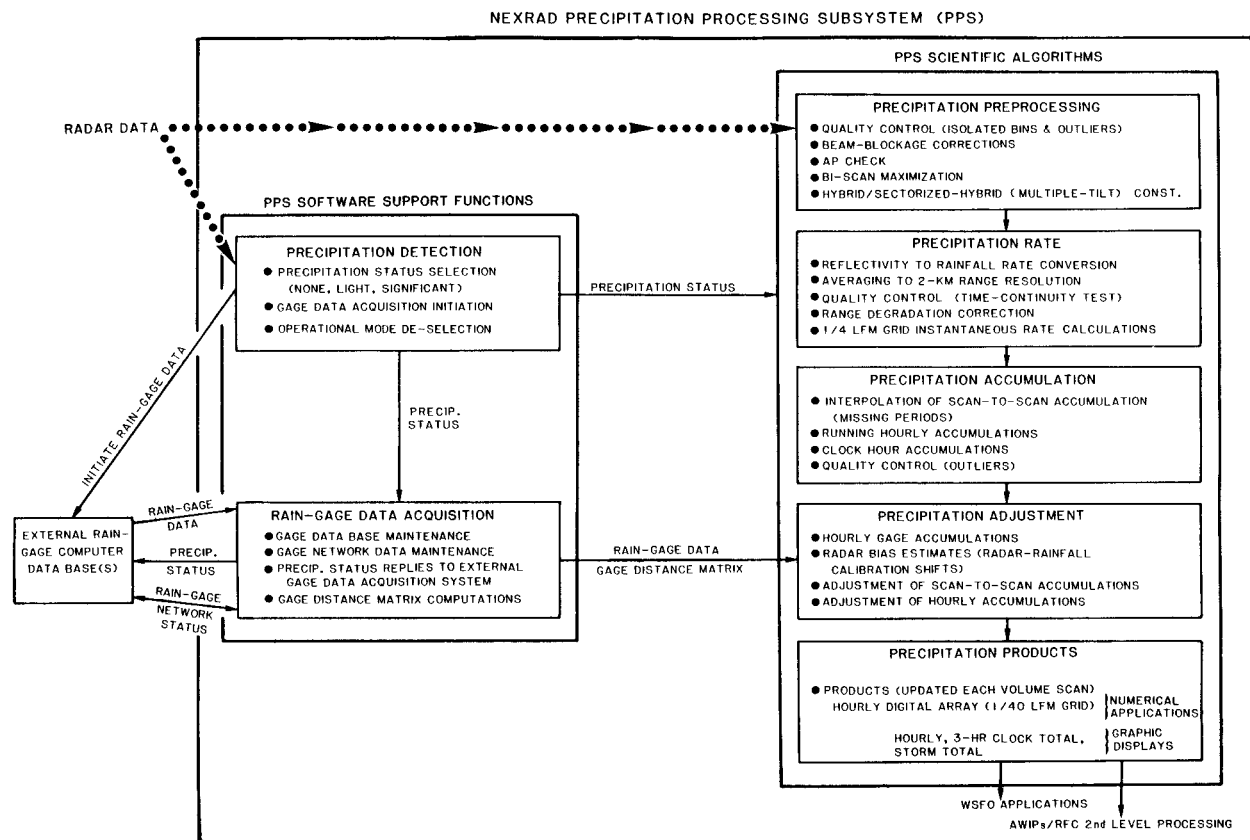 NEXRAD PRECIPITATION PROCESSING SUBSYSTEM (PPS)
PPS SCIENTIFIC ALGORITHMS
RADAR DATA
PRECIPITATION PREPROCESSING
● QUALITY CONTROL (ISOLATED BINS & OUTLIERS)
● BEAM-BLOCKAGE CORRECTIONS
● AP CHECK
● BI-SCAN MAXIMIZATION
● HYBRID/SECTORIZED-HYBRID (MULTIPLE-TILT) CONST.
PPS SOFTWARE SUPPORT FUNCTIONS
PRECIPITATION DETECTION
● PRECIPITATION STATUS SELECTION
(NONE, LIGHT, SIGNIFICANT)
● GAGE DATA ACQUISITION INITIATION
● OPERATIONAL MODE DE-SELECTION
PRECIPITATION STATUS
PRECIPITATION RATE
● REFLECTIVITY TO RAINFALL RATE CONVERSION
● AVERAGING TO 2-KM RANGE RESOLUTION
● QUALITY CONTROL (TIME-CONTINUITY TEST)
● RANGE DEGRADATION CORRECTION
● 1/4 LFM GRID INSTANTANEOUS RATE CALCULATIONS
INITIATE RAIN-GAGE DATA
PRECIP.
STATUS
PRECIPITATION ACCUMULATION
● INTERPOLATION OF SCAN-TO-SCAN ACCUMULATION
(MISSING PERIODS)
● RUNNING HOURLY ACCUMULATIONS
● CLOCK HOUR ACCUMULATIONS
● QUALITY CONTROL (OUTLIERS)
EXTERNAL RAIN-
GAGE COMPUTER
DATA BASE(S)
RAIN-GAGE
DATA
PRECIP.
STATUS
RAIN-GAGE
NETWORK
STATUS
RAIN-GAGE DATA ACQUISITION
● GAGE DATA BASE MAINTENANCE
● GAGE NETWORK DATA MAINTENANCE
● PRECIP. STATUS REPLIES TO EXTERNAL
GAGE DATA ACQUISITION SYSTEM
● GAGE DISTANCE MATRIX COMPUTATIONS
RAIN-GAGE DATA
GAGE DISTANCE MATRIX
PRECIPITATION ADJUSTMENT
● HOURLY GAGE ACCUMULATIONS
● RADAR BIAS ESTIMATES (RADAR-RAINFALL
CALIBRATION SHIFTS)
● ADJUSTMENT OF SCAN-TO-SCAN ACCUMULATIONS
● ADJUSTMENT OF HOURLY ACCUMULATIONS
PRECIPITATION PRODUCTS
● PRODUCTS (UPDATED EACH VOLUME SCAN)
HOURLY DIGITAL ARRAY (1/40 LFM GRID)
NUMERICAL
APPLICATIONS
HOURLY, 3-HR CLOCK TOTAL,
STORM TOTAL
GRAPHIC
DISPLAYS
WSFO APPLICATIONS
AWIPs/RFC 2nd LEVEL PROCESSING